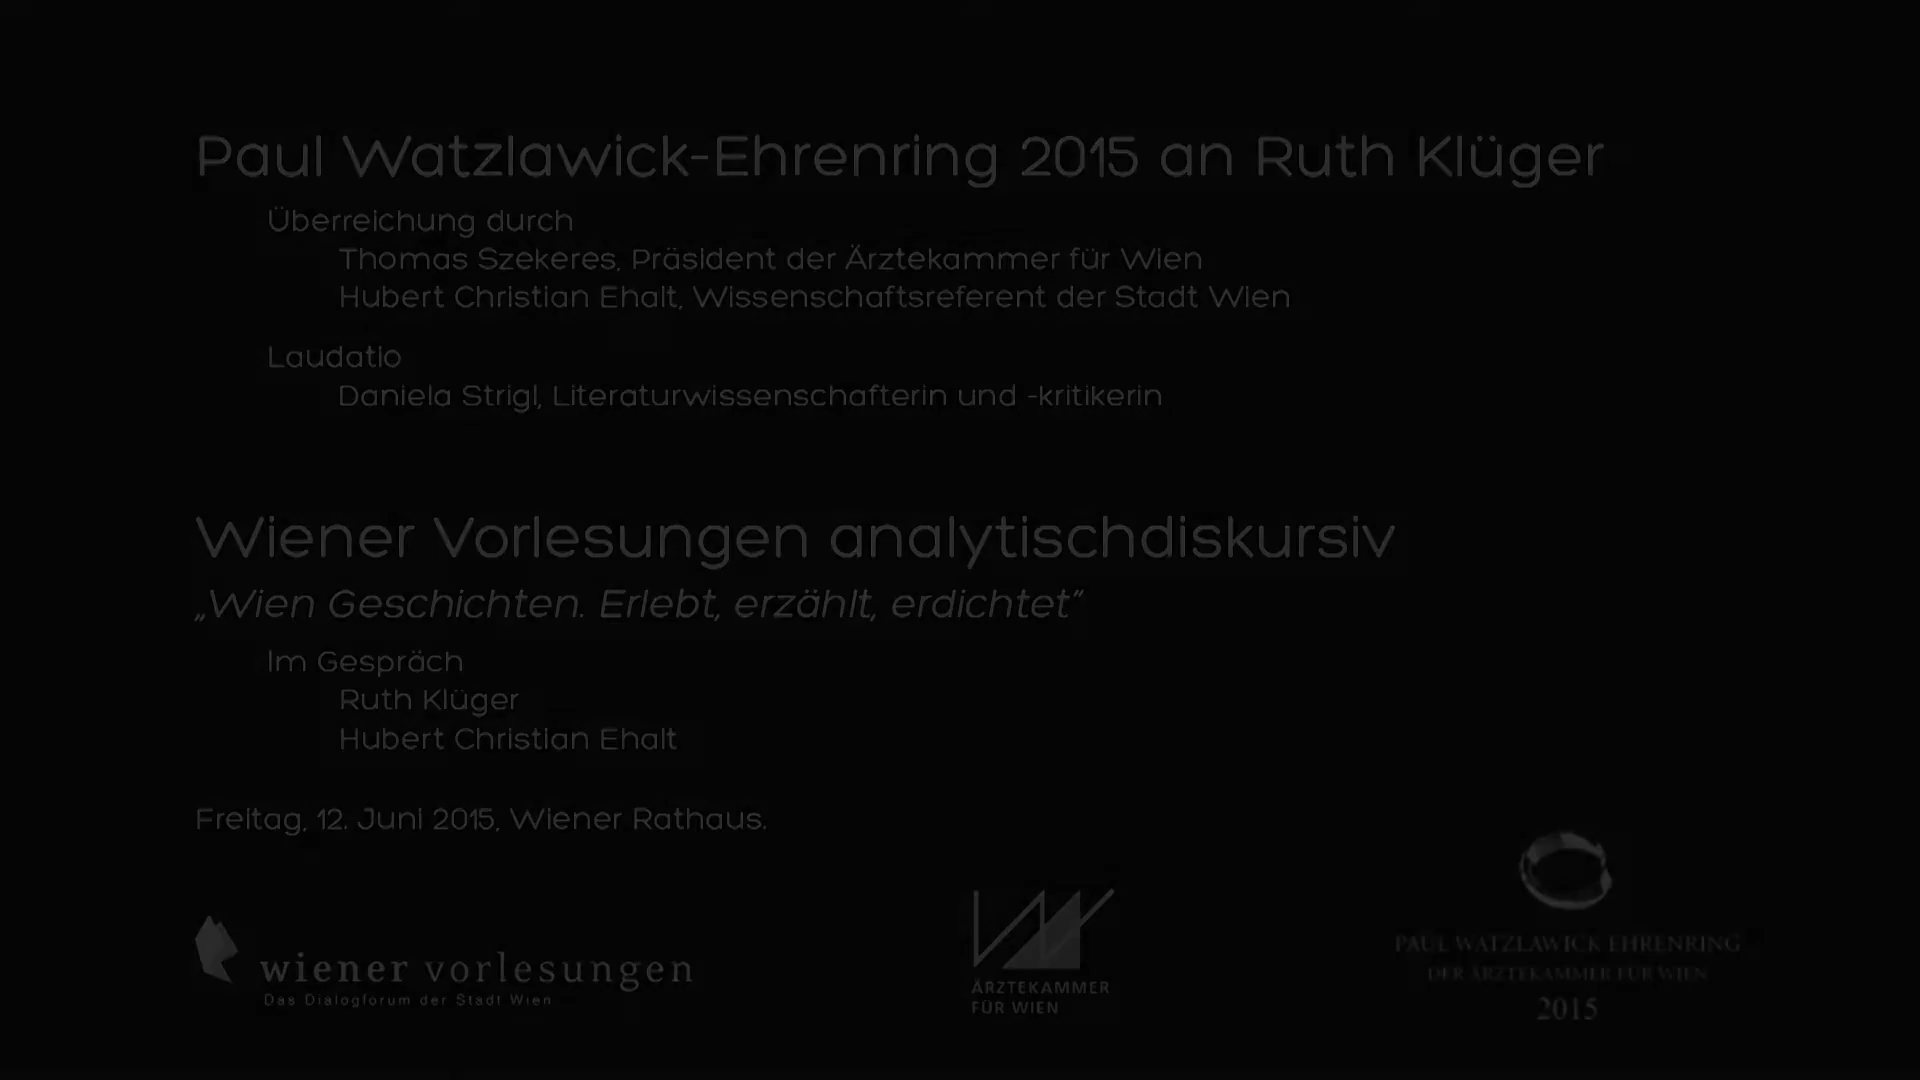 Paul Watzlawick-Ehrenring 2015 an Ruth Klüger
Überreichung durch
Thomas Szekeres, Präsident der Ärztekammer für Wien
Hubert Christian Ehalt, Wissenschaftsreferent der Stadt Wien
Laudatio
Daniela Strigl, Literaturwissenschafterin und -kritikerin
Wiener Vorlesungen analytischdiskursiv
„Wien Geschichten. Erlebt, erzählt, erdichtet“
Im Gespräch
Ruth Klüger
Hubert Christian Ehalt
Freitag, 12. Juni 2015, Wiener Rathaus.
wiener vorlesungen
Das Dialogforum der Stadt Wien
ÄRZTEKAMMER
FÜR WIEN
PAUL WATZLAWICK EHRENRING
DER ÄRZTEKAMMER FÜR WIEN
2015